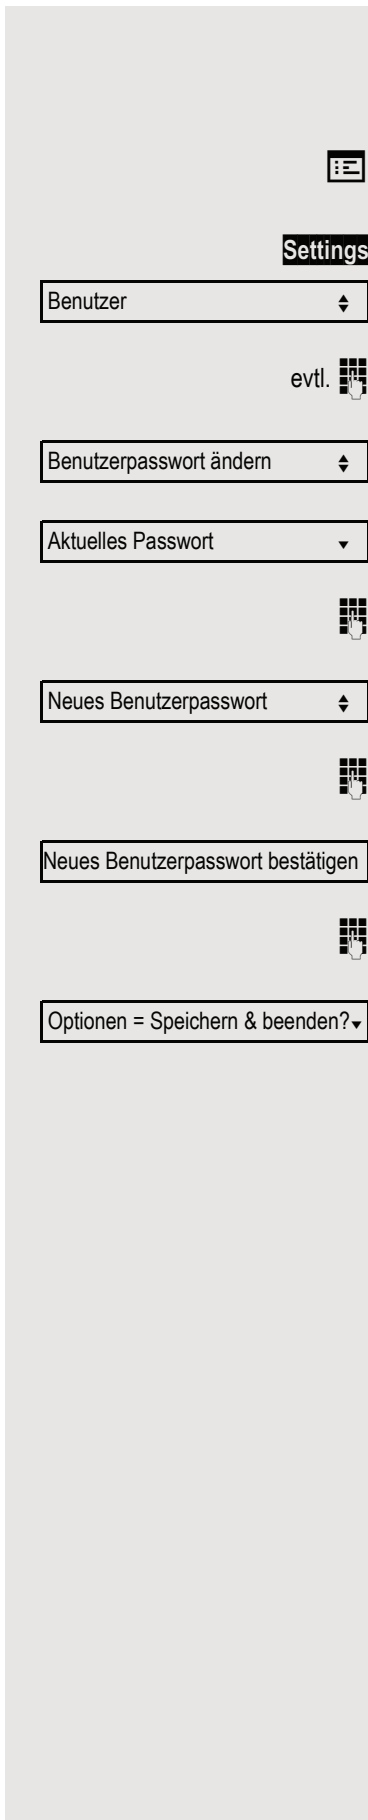 Settings
Benutzer
evtl.
Benutzerpasswort ändern
Aktuelles Passwort
Neues Benutzerpasswort
Neues Benutzerpasswort bestätigen
Optionen = Speichern & beenden?